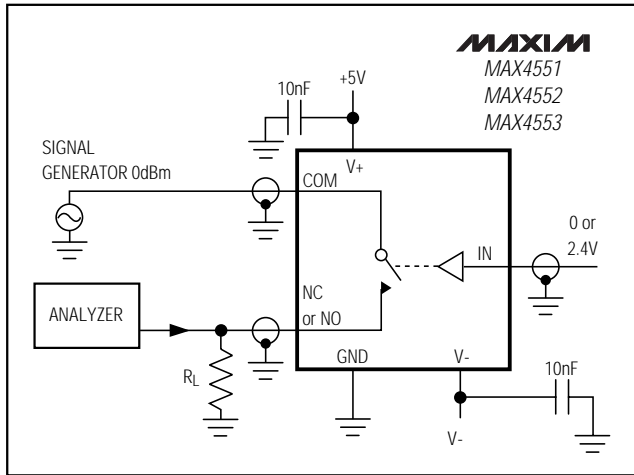 MAXIM
MAX4551
MAX4552
MAX4553
+5V
10nF
V+
SIGNAL
GENERATOR 0dBm
COM
0 or
2.4V
IN
NC
or NO
ANALYZER
RL
GND
V-
10nF
V-